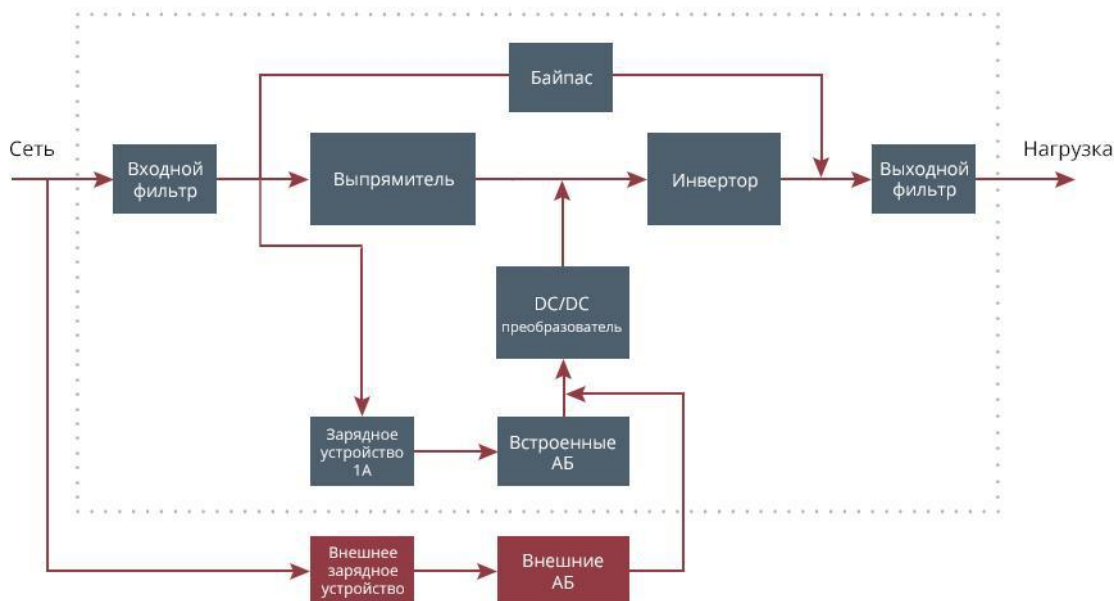 Байпас
Сеть
Входной
фильтр
Выпрямитель
Инвертор
Выходной
фильтр
Нагрузка
DC/DC
преобразователь
Зарядное
устройство
1А
Встроенные
АБ
Внешнее
зарядное
устройство
Внешние
АБ